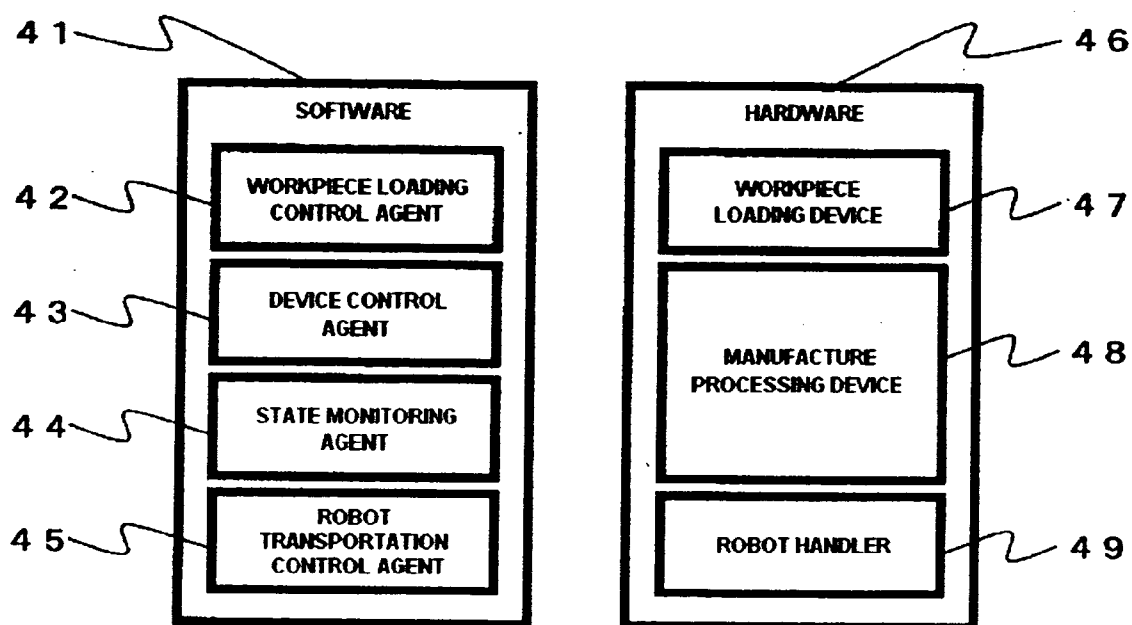 41
46
SOFTWARE
HARDWARE
42
WORKPIECE LOADING
CONTROL AGENT
WORKPIECE
LOADING DEVICE
47
43
DEVICE CONTROL
AGENT
MANUFACTURE
PROCESSING DEVICE
48
44
STATE MONITORING
AGENT
45
ROBOT
TRANSPORTATION
CONTROL AGENT
ROBOT HANDLER
49